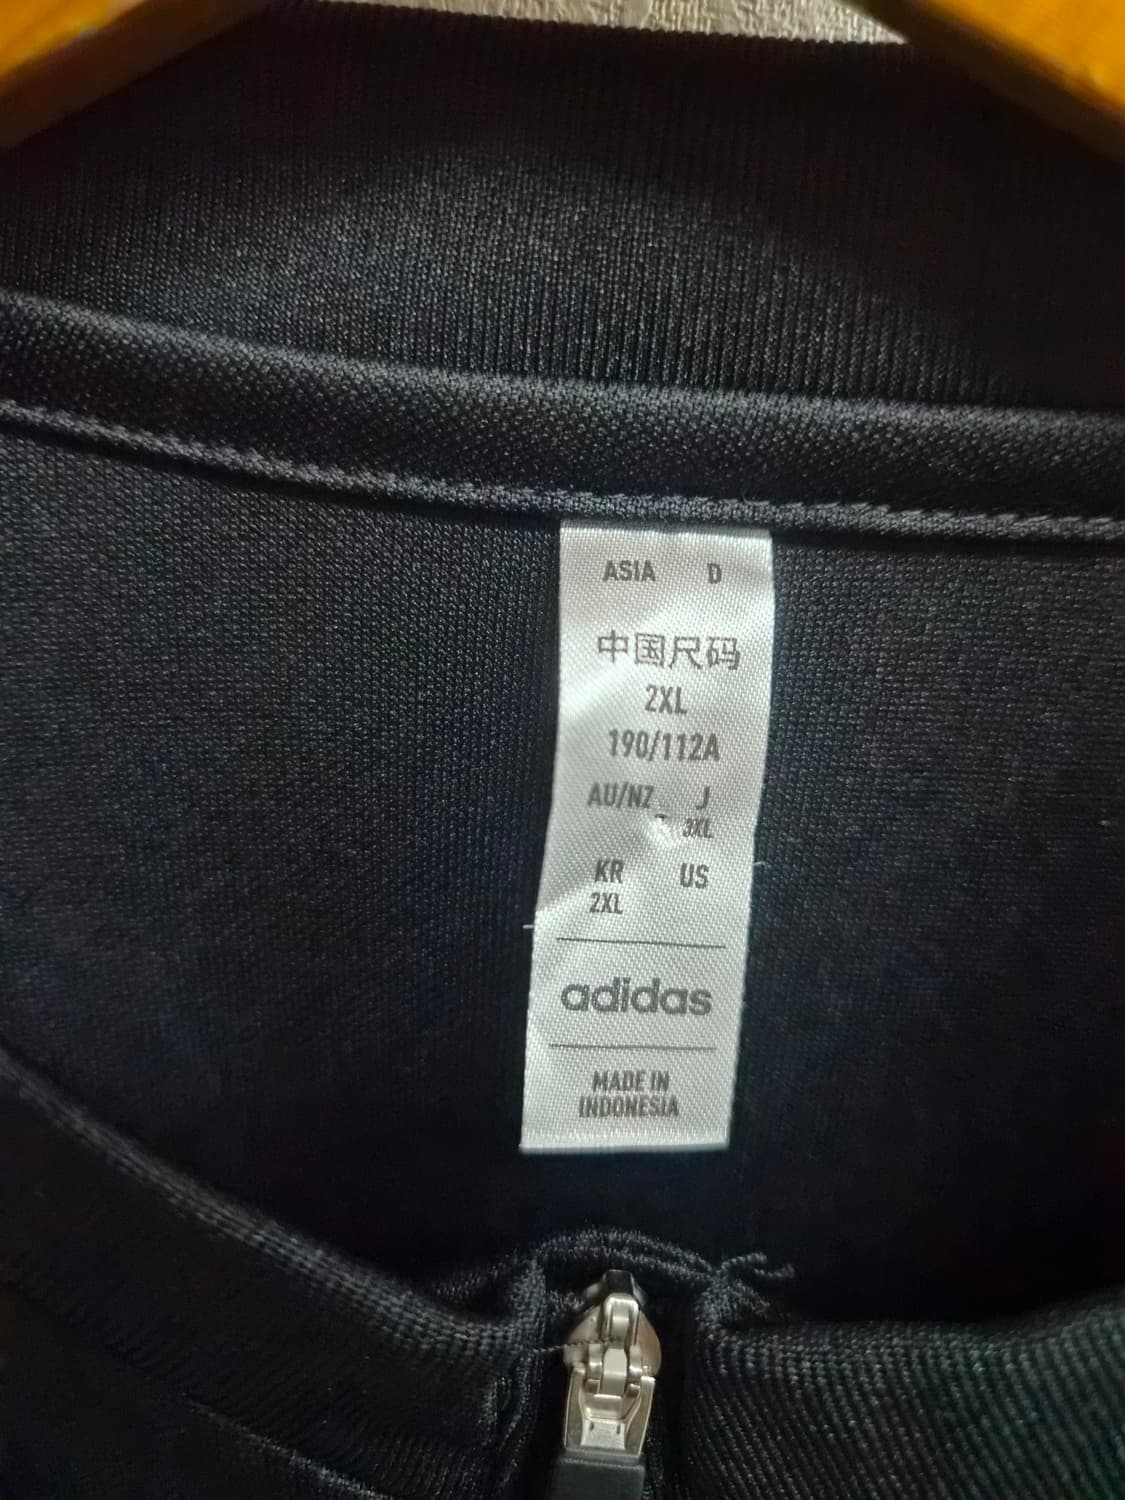 ASIA D
中国尺码
2XL
190/112A
AU/NZ J
3XL
KR US
2XL
adidas
MADE IN
INDONESIA